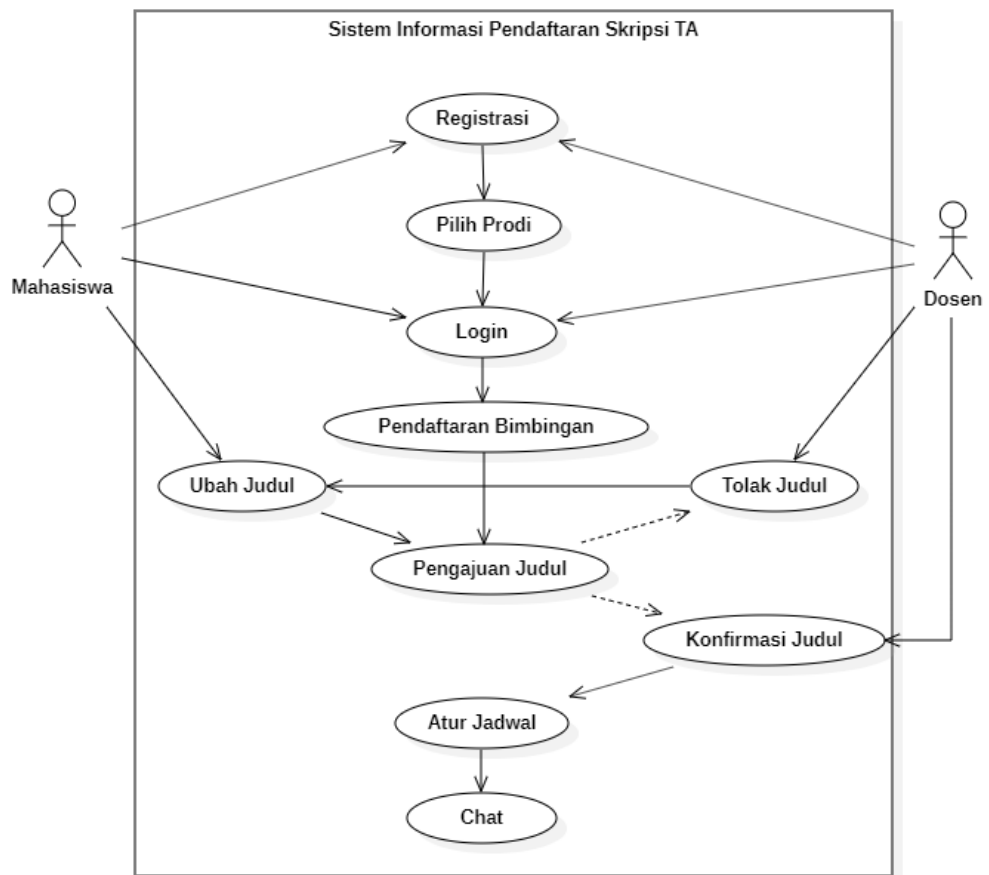 Sistem Informasi Pendaftaran Skripsi TA
Registrasi
Pilih Prodi
Mahasiswa
Dosen
Login
Pendaftaran Bimbingan
Ubah Judul
Tolak Judul
Pengajuan Judul
Konfirmasi Judul
Atur Jadwal
Chat